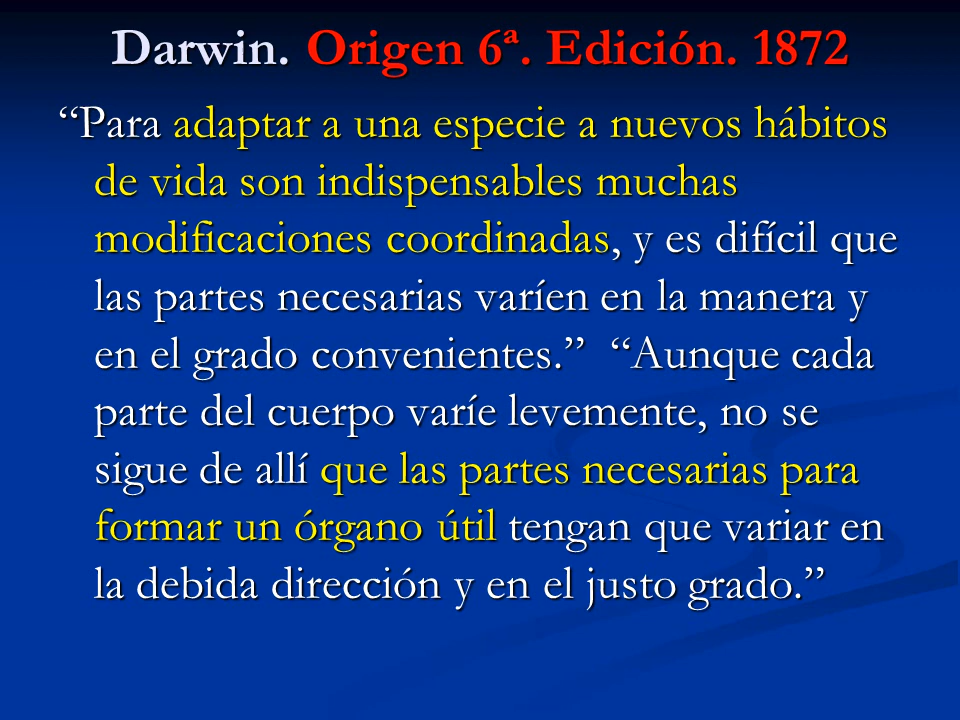 Darwin. Origen 6ª. Edición. 1872
“Para adaptar a una especie a nuevos hábitos
de vida son indispensables muchas
modificaciones coordinadas, y es difícil que
las partes necesarias varíen en la manera y
en el grado convenientes.” “Aunque cada
parte del cuerpo varíe levemente, no se
sigue de allí que las partes necesarias para
formar un órgano útil tengan que variar en
la debida dirección y en el justo grado.”